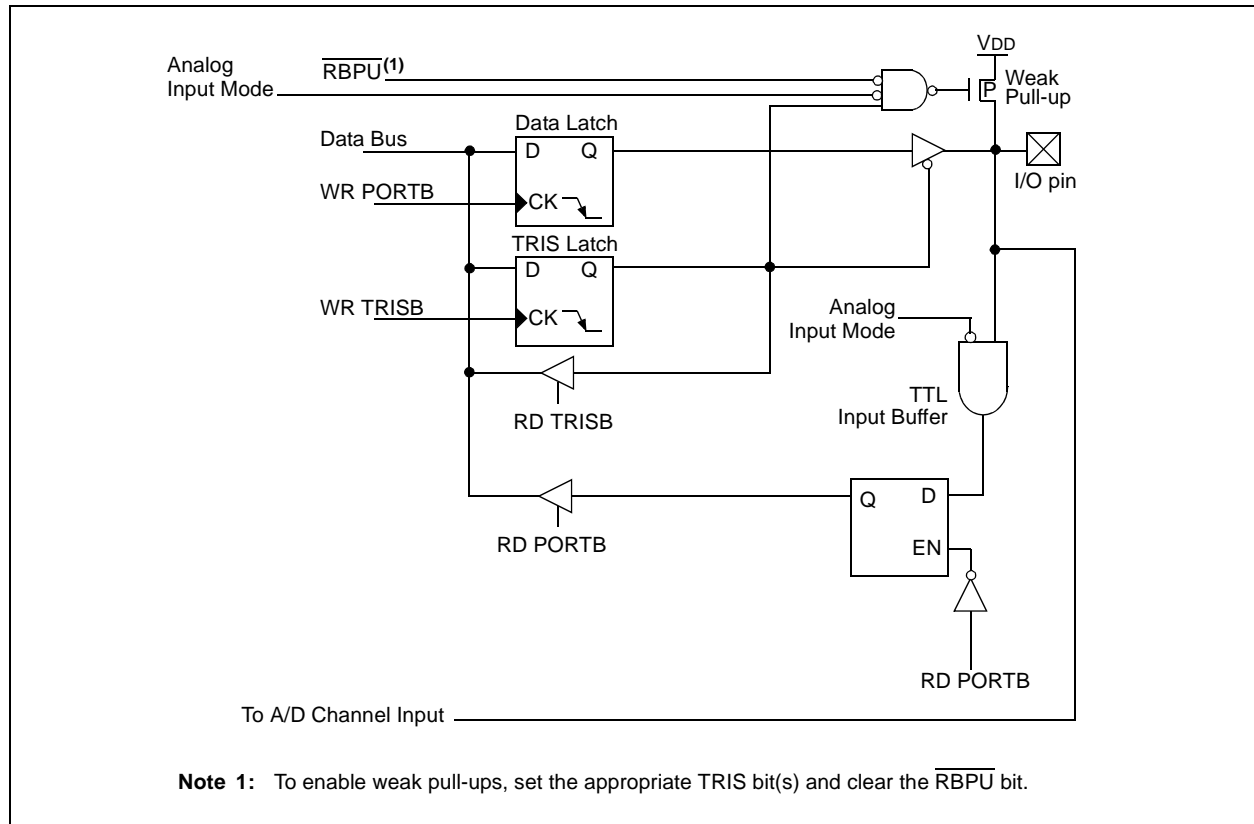 VDD
Analog
Input Mode
RBPU(1)
P
Weak
Pull-up
Data Bus
Data Latch
D Q
CK
WR PORTB
I/O pin
TRIS Latch
D Q
CK
WR TRISB
Analog
Input Mode
TTL
Input Buffer
RD TRISB
Q D
EN
RD PORTB
RD PORTB
To A/D Channel Input
Note 1: To enable weak pull-ups, set the appropriate TRIS bit(s) and clear the RBPU bit.